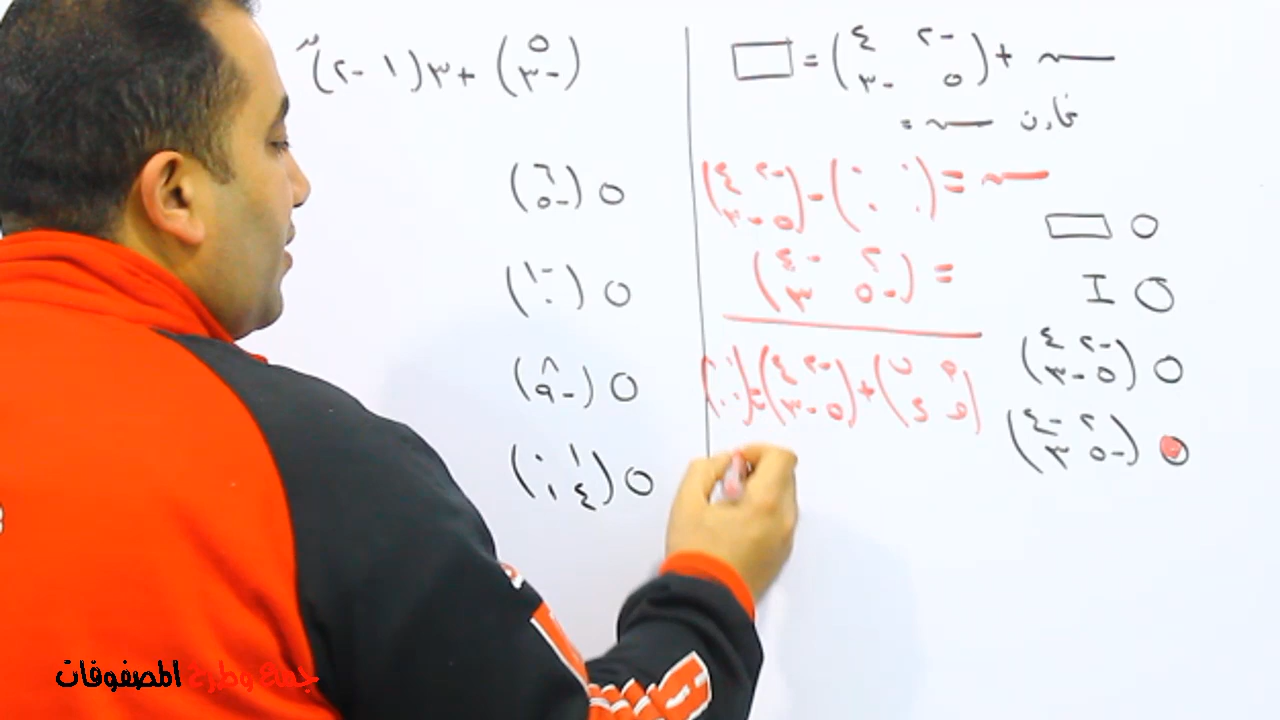 س + (-٢ ٤ ؛ ٥ -٣) = □
فإن س =
س = (٠ ٠ ؛ ٠ ٠) - (-٢ ٤ ؛ ٥ -٣)
= (٢ -٤ ؛ -٥ ٣)
+ (-٢ ٤ ؛ ٥ -٣) = (٠ ٠ ؛ ٠ ٠)
○ □
○ I
○ (-٢ ٤ ؛ ٥ -٣)
○ (٢ -٤ ؛ -٥ ٣)
(٥ ؛ -٣) + ٣(١ -٢)
○ (٦ ؛ -٥)
○ (-١ ؛ ٠)
○ (٨ ؛ -٩)
○ (١ ٠ ؛ ٤ ١)
جمع وطرح المصفوفات